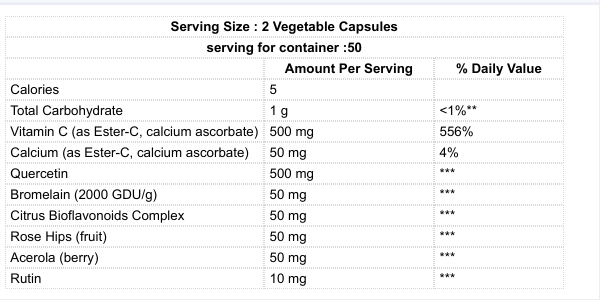 Serving Size : 2 Vegetable Capsules
serving for container :50
Amount Per Serving % Daily Value
Calories 5
Total Carbohydrate 1 g <1%**
Vitamin C (as Ester-C, calcium ascorbate) 500 mg 556%
Calcium (as Ester-C, calcium ascorbate) 50 mg 4%
Quercetin 500 mg ***
Bromelain (2000 GDU/g) 50 mg ***
Citrus Bioflavonoids Complex 50 mg ***
Rose Hips (fruit) 50 mg ***
Acerola (berry) 50 mg ***
Rutin 10 mg ***